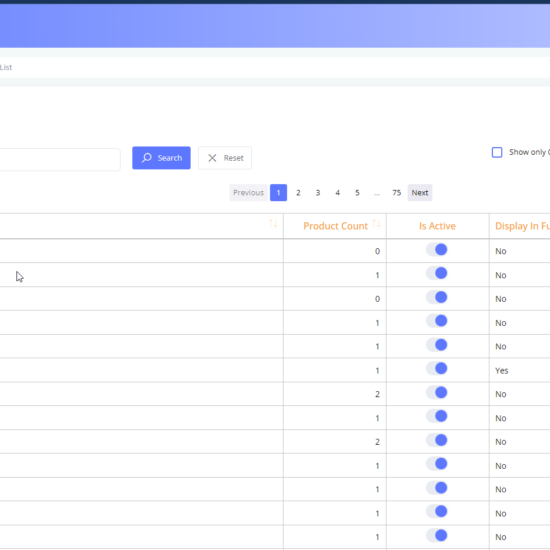 List
Search
Reset
Show only
Previous 1 2 3 4 5 ... 75 Next
Product Count Is Active Display In Fu
0 No
1 No
0 No
1 No
1 No
1 Yes
2 No
1 No
2 No
1 No
1 No
1 No
1 No